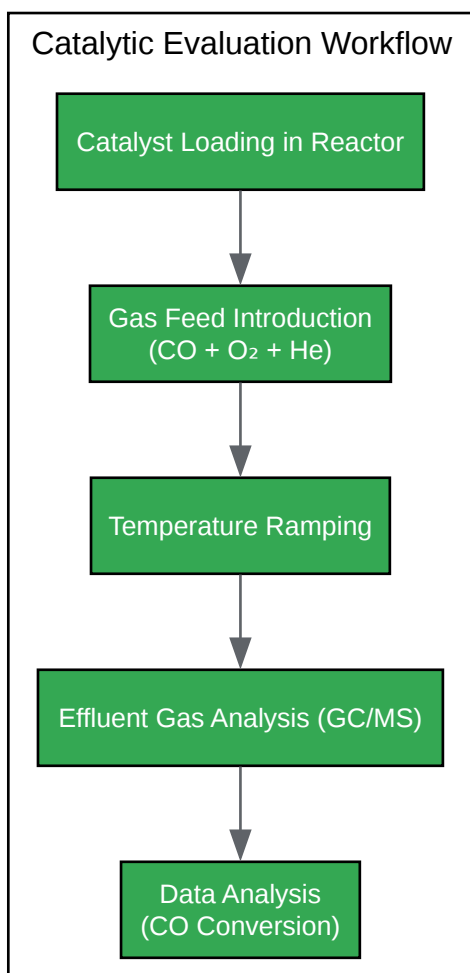 Catalytic Evaluation Workflow
Catalyst Loading in Reactor
Gas Feed Introduction
(CO + O₂ + He)
Temperature Ramping
Effluent Gas Analysis (GC/MS)
Data Analysis
(CO Conversion)